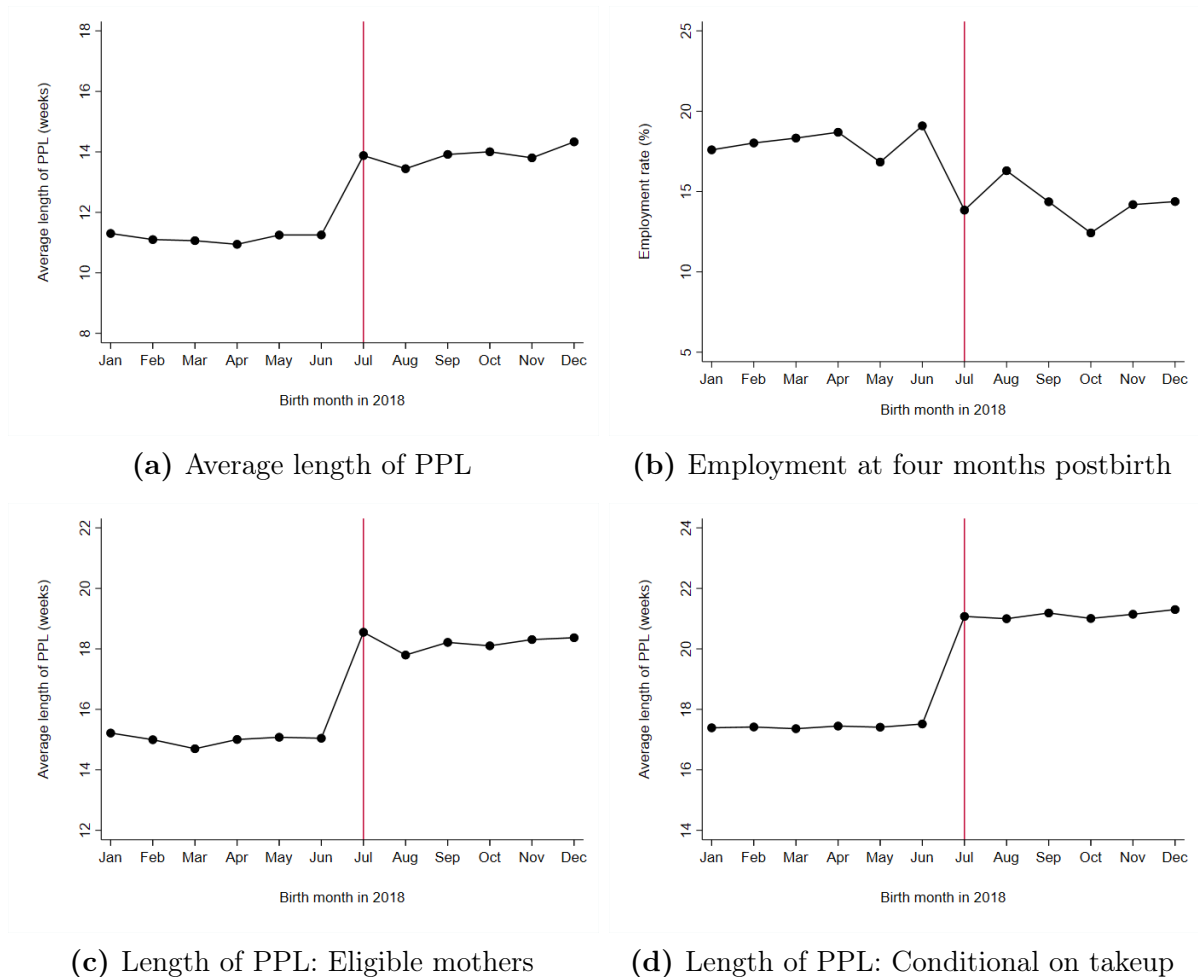 Average length of PPL (weeks)
18
16
14
12
10
8
Jan Feb Mar Apr May Jun Jul Aug Sep Oct Nov Dec
Birth month in 2018
(a) Average length of PPL
Employment rate (%)
25
20
15
10
5
Jan Feb Mar Apr May Jun Jul Aug Sep Oct Nov Dec
Birth month in 2018
(b) Employment at four months postbirth
Average length of PPL (weeks)
22
20
18
16
14
12
Jan Feb Mar Apr May Jun Jul Aug Sep Oct Nov Dec
Birth month in 2018
(c) Length of PPL: Eligible mothers
Average length of PPL (weeks)
24
22
20
18
16
14
Jan Feb Mar Apr May Jun Jul Aug Sep Oct Nov Dec
Birth month in 2018
(d) Length of PPL: Conditional on takeup